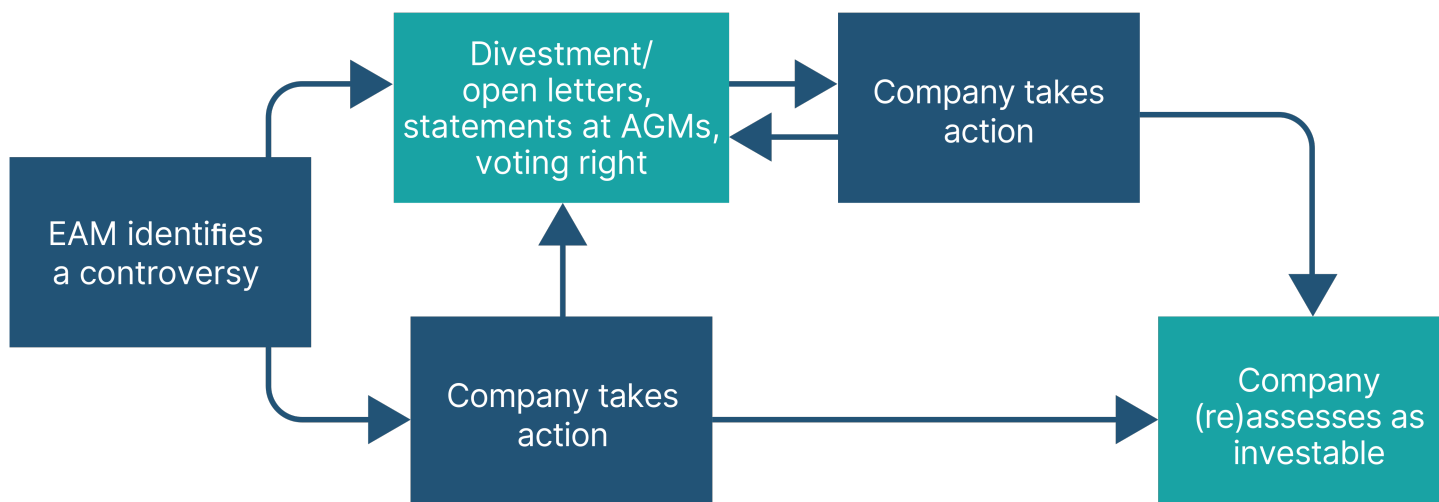 Divestment/
open letters,
statements at AGMs,
voting right
Company takes
action
EAM identifies
a controversy
Company takes
action
Company
(re)assesses as
investable